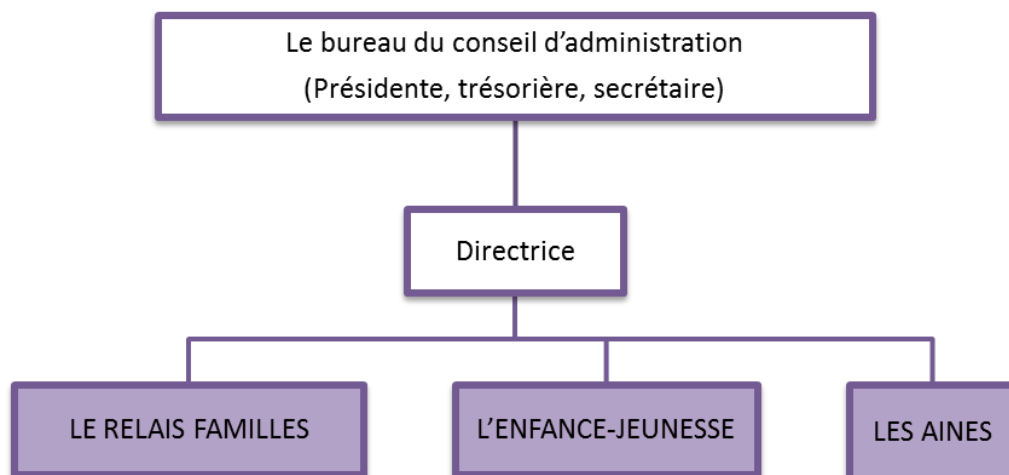 Le bureau du conseil d’administration
(Présidente, trésorière, secrétaire)
Directrice
LE RELAIS FAMILLES
L’ENFANCE-JEUNESSE
LES AINES